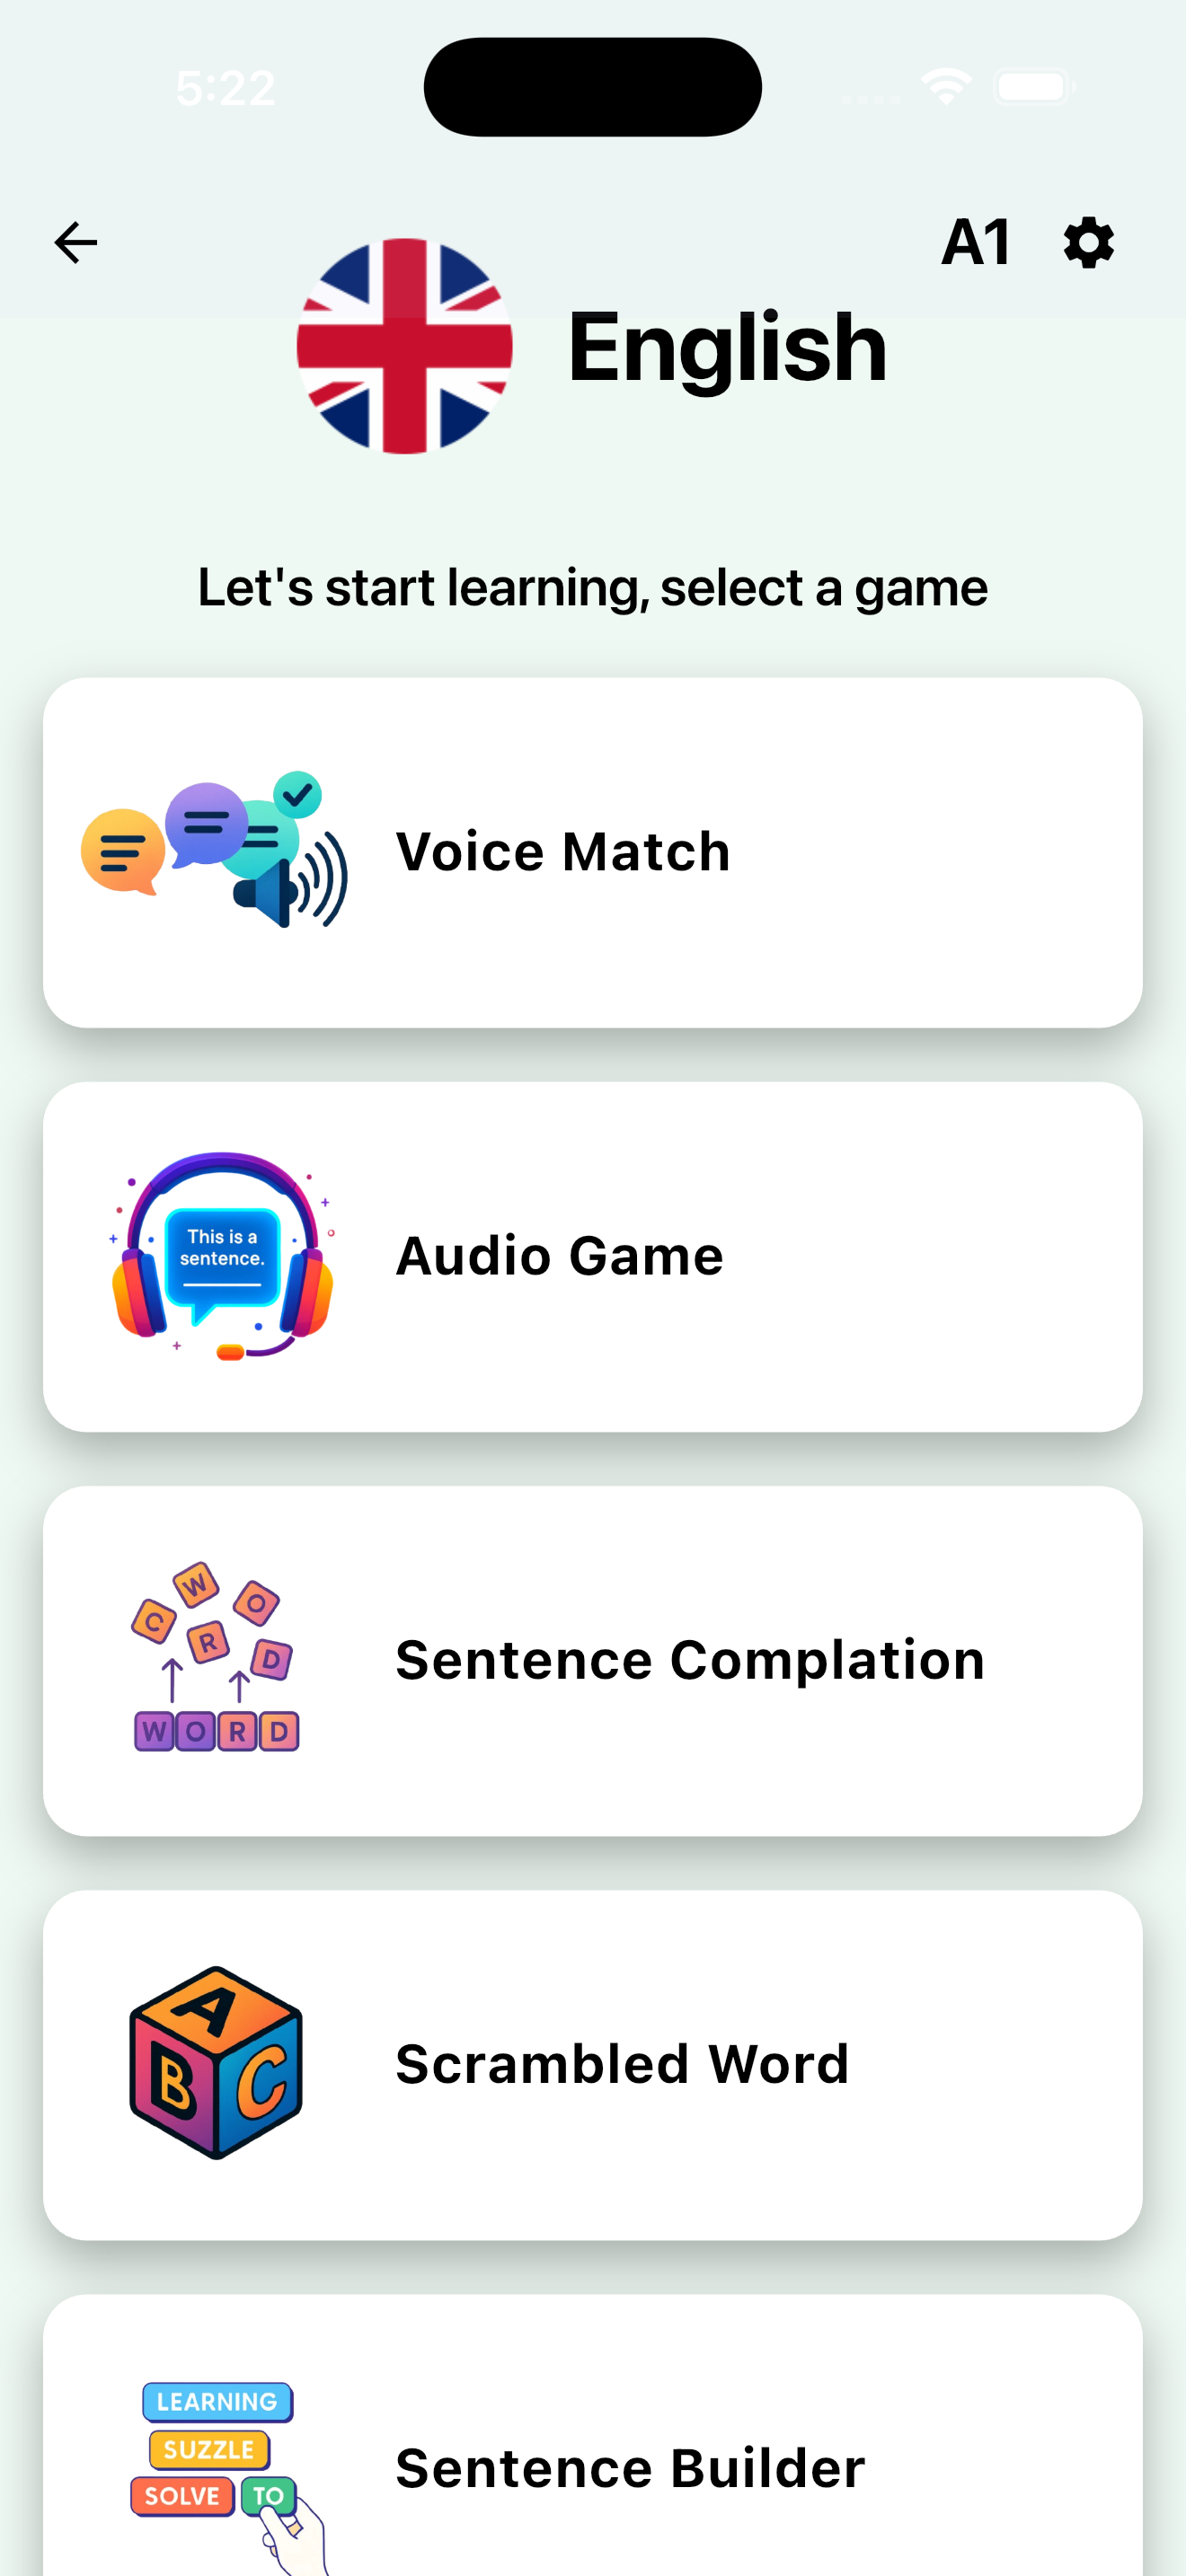 5:22
A1
English
Let's start learning, select a game
Voice Match
This is a
sentence.
Audio Game
W
C
O
R
D
WORD
Sentence Complation
A
B
C
Scrambled Word
LEARNING
SUZZLE
SOLVE TO
Sentence Builder